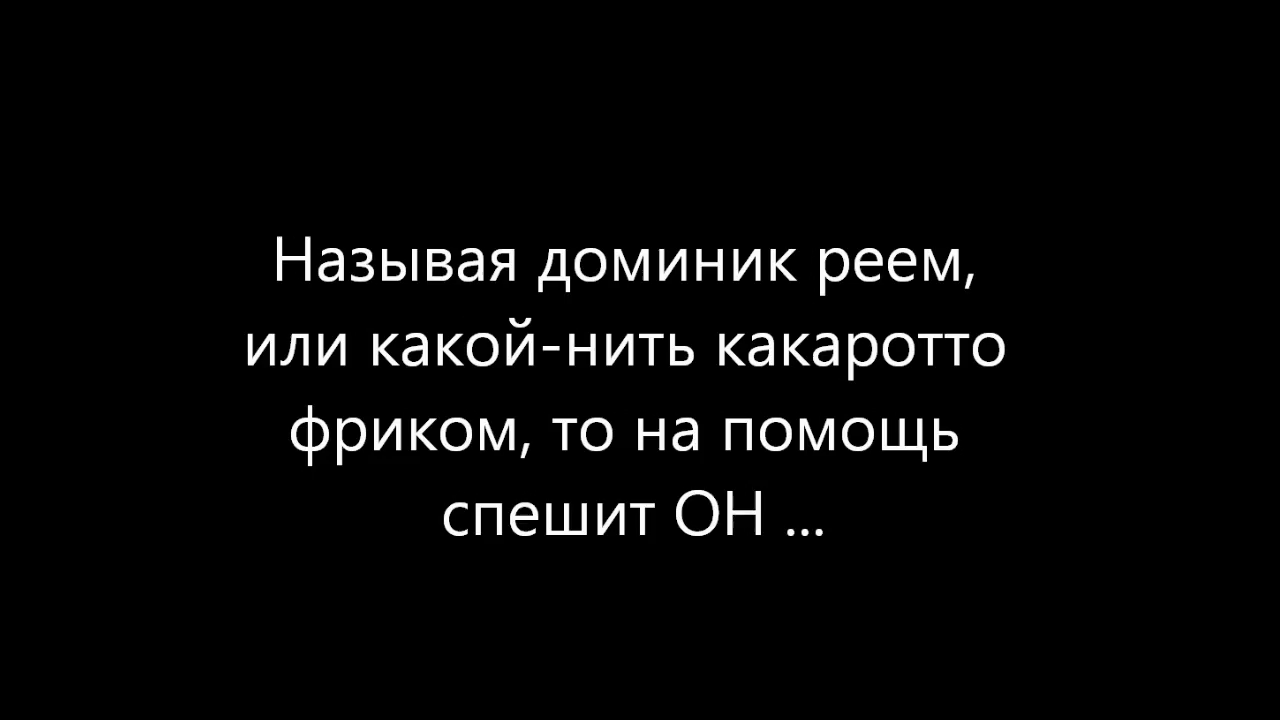 Называя доминик реем,
или какой-нить какаротто
фриком, то на помощь
спешит ОН ...